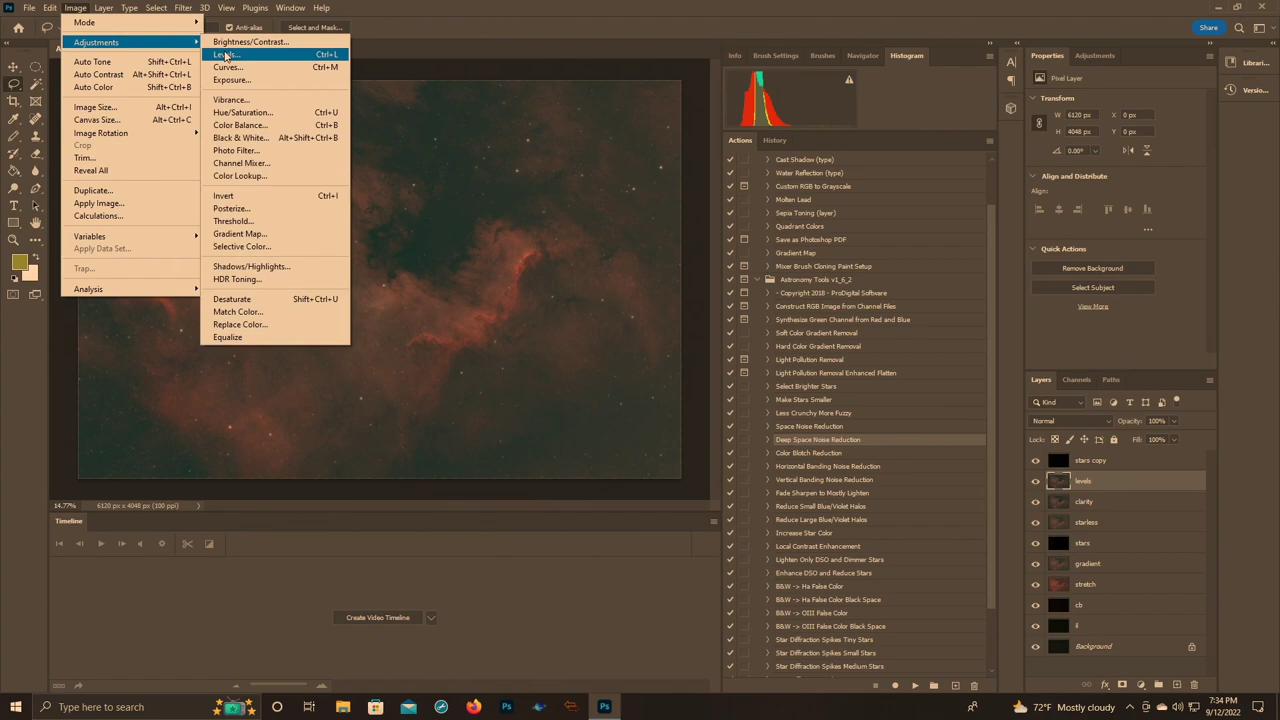 Ps File Edit Image Layer Type Select Filter 3D View Plugins Window Help
Anti-alias Select and Mask... Share
Mode
Adjustments
Auto Tone Shift+Ctrl+L
Auto Contrast Alt+Shift+Ctrl+L
Auto Color Shift+Ctrl+B
Image Size... Alt+Ctrl+I
Canvas Size... Alt+Ctrl+C
Image Rotation
Crop
Trim...
Reveal All
Duplicate...
Apply Image...
Calculations...
Variables
Apply Data Set...
Trap...
Analysis
Brightness/Contrast...
Levels... Ctrl+L
Curves... Ctrl+M
Exposure...
Vibrance...
Hue/Saturation... Ctrl+U
Color Balance... Ctrl+B
Black & White... Alt+Shift+Ctrl+B
Photo Filter...
Channel Mixer...
Color Lookup...
Invert Ctrl+I
Posterize...
Threshold...
Gradient Map...
Selective Color...
Shadows/Highlights...
HDR Toning...
Desaturate Shift+Ctrl+U
Match Color...
Replace Color...
Equalize
14.77% 6120 px x 4048 px (100 ppi)
Timeline
Create Video Timeline
Info Brush Settings Brushes Navigator Histogram
Actions History
Cast Shadow (type)
Water Reflection (type)
Custom RGB to Grayscale
Molten Lead
Sepia Toning (layer)
Quadrant Colors
Save as Photoshop PDF
Gradient Map
Mixer Brush Cloning Paint Setup
Astronomy Tools v1_6_2
- Copyright 2018 - ProDigital Software
Construct RGB Image from Channel Files
Synthesize Green Channel from Red and Blue
Soft Color Gradient Removal
Hard Color Gradient Removal
Light Pollution Removal
Light Pollution Removal Enhanced Flatten
Select Brighter Stars
Make Stars Smaller
Less Crunchy More Fuzzy
Space Noise Reduction
Deep Space Noise Reduction
Color Blotch Reduction
Horizontal Banding Noise Reduction
Vertical Banding Noise Reduction
Fade Sharpen to Mostly Lighten
Reduce Small Blue/Violet Halos
Reduce Large Blue/Violet Halos
Increase Star Color
Local Contrast Enhancement
Lighten Only DSO and Dimmer Stars
Enhance DSO and Reduce Stars
B&W -> Ha False Color
B&W -> Ha False Color Black Space
B&W -> OIII False Color
B&W -> OIII False Color Black Space
Star Diffraction Spikes Tiny Stars
Star Diffraction Spikes Small Stars
Star Diffraction Spikes Medium Stars
Properties Adjustments
Pixel Layer
Transform
W 6120 px X 0 px
H 4048 px Y 0 px
0.00°
Align and Distribute
Align:
Quick Actions
Remove Background
Select Subject
View More
Librari...
Versio...
Layers Channels Paths
Kind
Normal Opacity: 100%
Lock: Fill: 100%
stars copy
levels
clarity
starless
stars
gradient
stretch
cb
Background
Type here to search
72°F Mostly cloudy
7:34 PM
9/12/2022